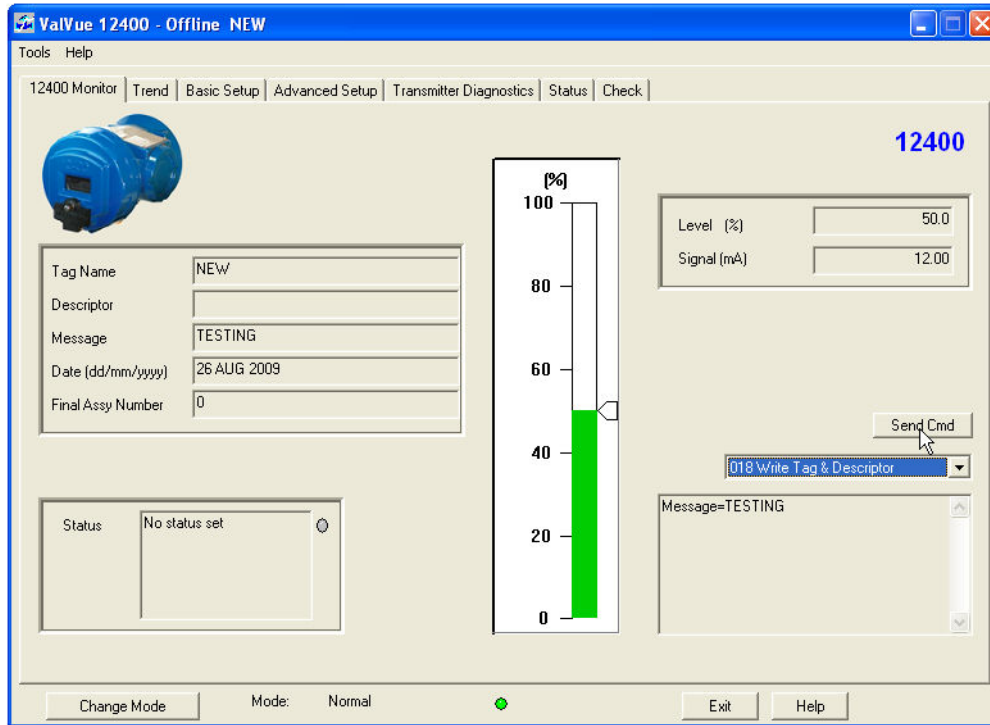 ValVue 12400 - Offline NEW
Tools Help
12400 Monitor Trend Basic Setup Advanced Setup Transmitter Diagnostics Status Check
12400
Tag Name NEW
Descriptor
Message TESTING
Date (dd/mm/yyyy) 26 AUG 2009
Final Assy Number 0
Status No status set
(%)
100
80
60
40
20
0
Level (%) 50.0
Signal (mA) 12.00
Send Cmd
018 Write Tag & Descriptor
Message=TESTING
Change Mode Mode: Normal Exit Help